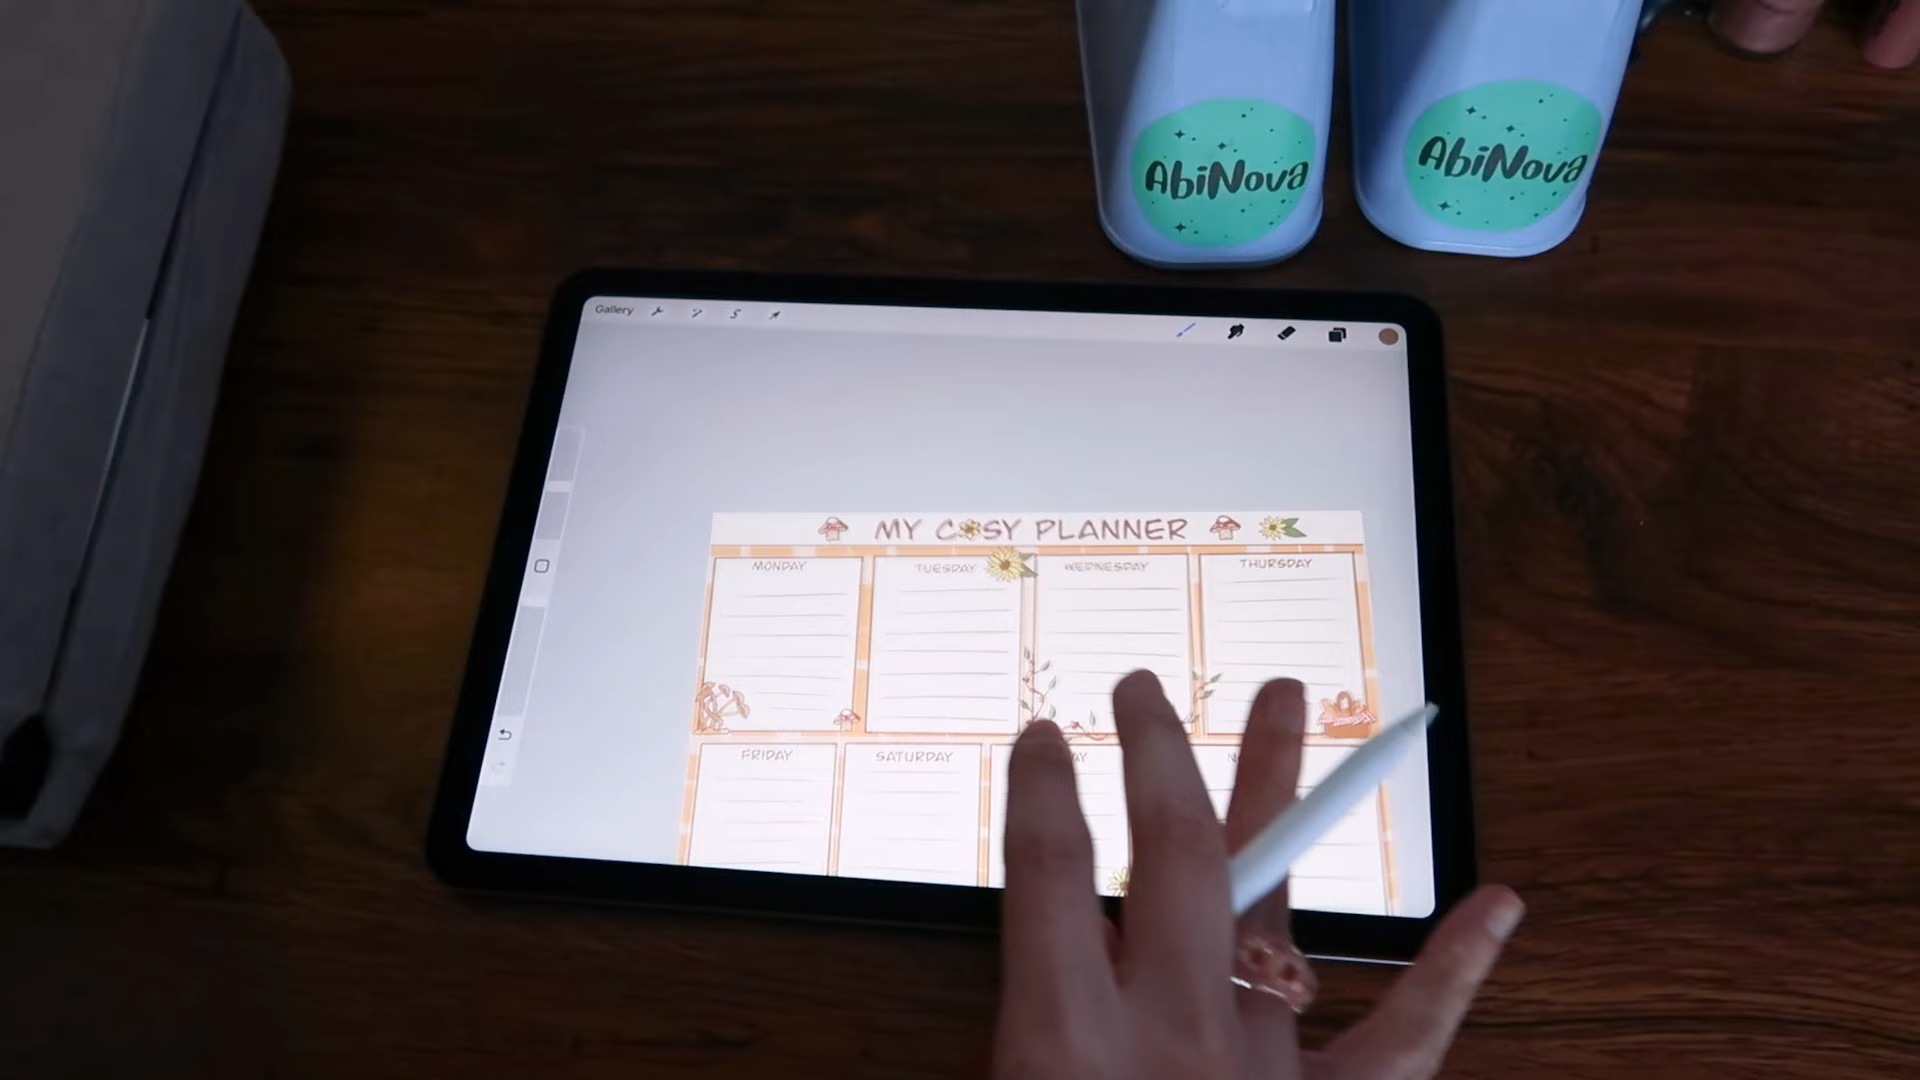 AbiNova
AbiNova
Gallery
MY COSY PLANNER
MONDAY
TUESDAY
WEDNESDAY
THURSDAY
FRIDAY
SATURDAY